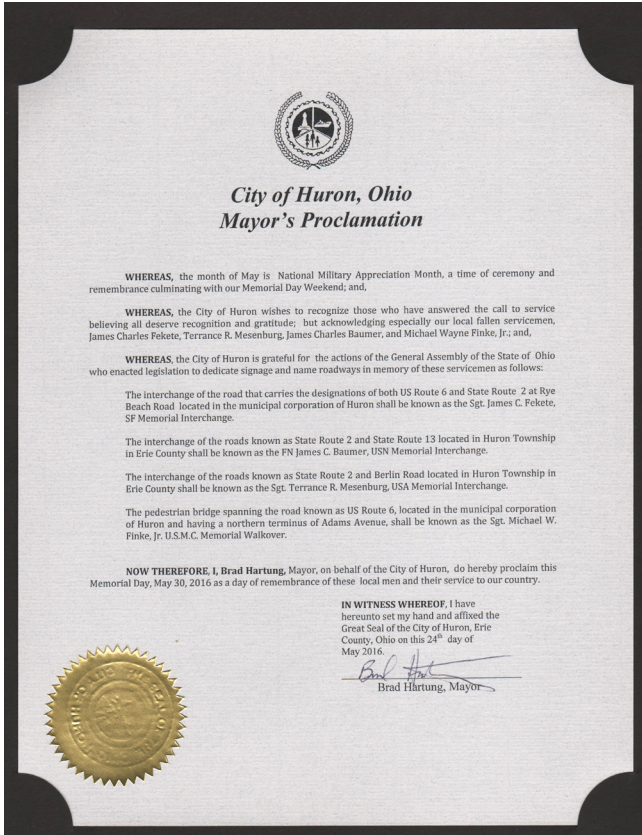 City of Huron, Ohio
Mayor's Proclamation
WHEREAS, the month of May is National Military Appreciation Month, a time of ceremony and
remembrance culminating with our Memorial Day Weekend; and,
WHEREAS, the City of Huron wishes to recognize those who have answered the call to service
believing all deserve recognition and gratitude; but acknowledging especially our local fallen servicemen,
James Charles Fekete, Terrance R. Mesenburg, James Charles Baumer, and Michael Wayne Finke, Jr.; and,
WHEREAS, the City of Huron is grateful for the actions of the General Assembly of the State of Ohio
who enacted legislation to dedicate signage and name roadways in memory of these servicemen as follows:
The interchange of the road that carries the designations of both US Route 6 and State Route 2 at Rye
Beach Road located in the municipal corporation of Huron shall be known as the Sgt. James C. Fekete,
SF Memorial Interchange.
The interchange of the roads known as State Route 2 and State Route 13 located in Huron Township
in Erie County shall be known as the FN James C. Baumer, USN Memorial Interchange.
The interchange of the roads known as State Route 2 and Berlin Road located in Huron Township in
Erie County shall be known as the Sgt. Terrance R. Mesenburg, USA Memorial Interchange.
The pedestrian bridge spanning the road known as US Route 6, located in the municipal corporation
of Huron and having a northern terminus of Adams Avenue, shall be known as the Sgt. Michael W.
Finke, Jr. U.S.M.C. Memorial Walkover.
NOW THEREFORE, I, Brad Hartung, Mayor, on behalf of the City of Huron, do hereby proclaim this
Memorial Day, May 30, 2016 as a day of remembrance of these local men and their service to our country.
IN WITNESS WHEREOF, I have
hereunto set my hand and affixed the
Great Seal of the City of Huron, Erie
County, Ohio on this 24th day of
May 2016.
Brad Hartung, Mayor